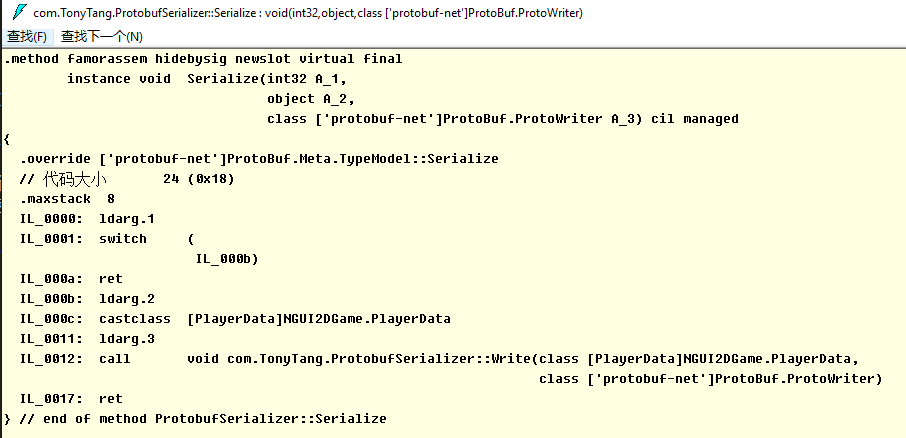 com.TonyTang.ProtobufSerializer::Serialize : void(int32,object,class ['protobuf-net']ProtoBuf.ProtoWriter)
查找(F) 查找下一个(N)
.method famorassem hidebysig newslot virtual final
        instance void  Serialize(int32 A_1,
                                 object A_2,
                                 class ['protobuf-net']ProtoBuf.ProtoWriter A_3) cil managed
{
  .override ['protobuf-net']ProtoBuf.Meta.TypeModel::Serialize
  // 代码大小       24 (0x18)
  .maxstack  8
  IL_0000:  ldarg.1
  IL_0001:  switch     (
                        IL_000b)
  IL_000a:  ret
  IL_000b:  ldarg.2
  IL_000c:  castclass  [PlayerData]NGUI2DGame.PlayerData
  IL_0011:  ldarg.3
  IL_0012:  call       void com.TonyTang.ProtobufSerializer::Write(class [PlayerData]NGUI2DGame.PlayerData,
                                                                   class ['protobuf-net']ProtoBuf.ProtoWriter)
  IL_0017:  ret
} // end of method ProtobufSerializer::Serialize